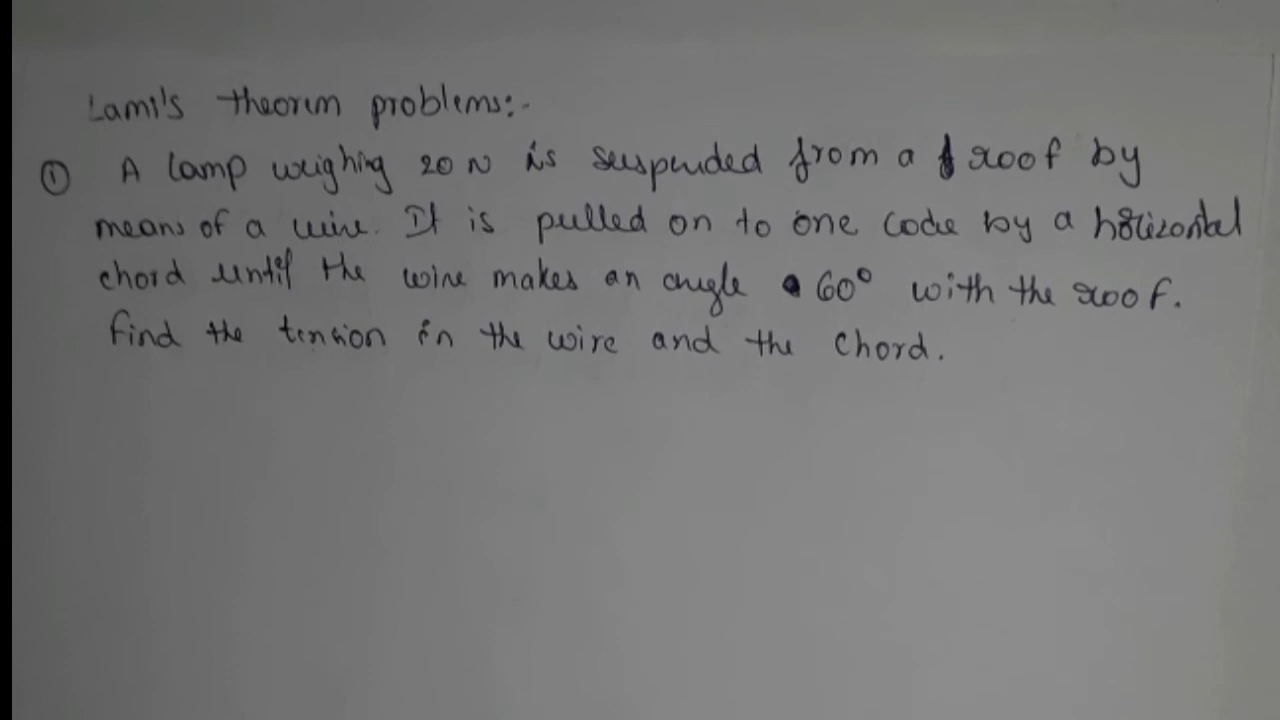 Lami's theorem problems:-
① A lamp weighing 20 N is suspended from a roof by
means of a wire. It is pulled on to one code by a horizontal
chord until the wire makes an angle 60° with the roof.
Find the tension in the wire and the chord.